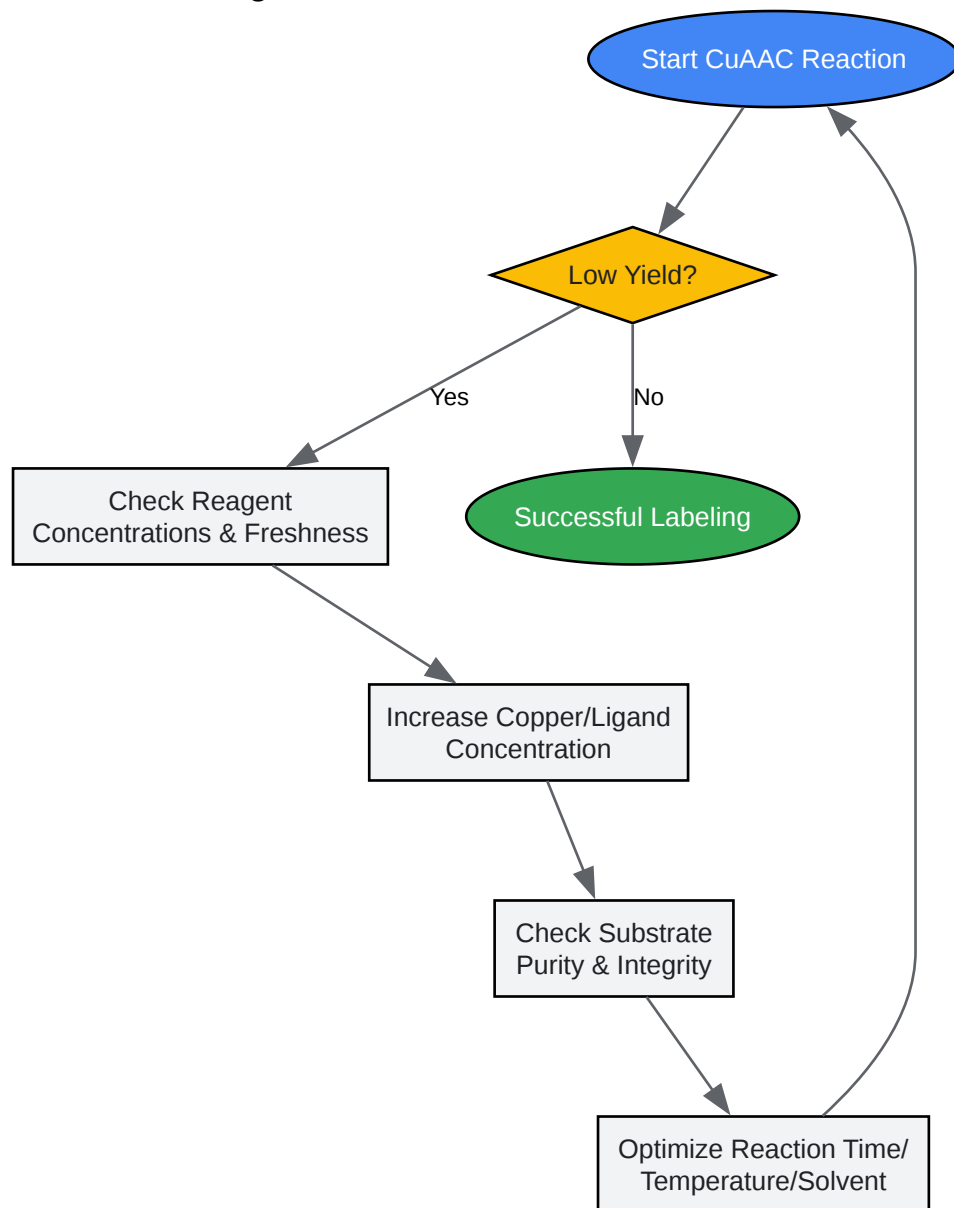 Start CuAAC Reaction
Low Yield?
Yes
No
Check Reagent
Concentrations & Freshness
Successful Labeling
Increase Copper/Ligand
Concentration
Check Substrate
Purity & Integrity
Optimize Reaction Time/
Temperature/Solvent